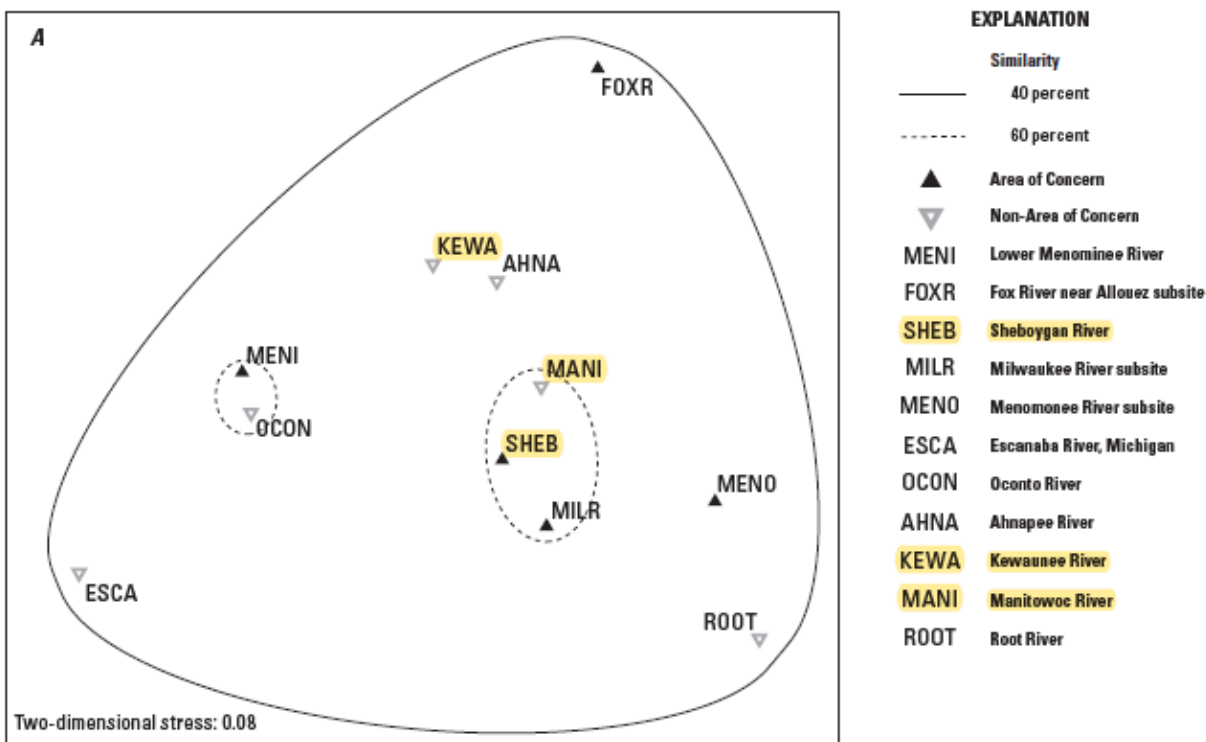 A
FOXR
KEWA
AHNA
MENI
MANI
OCON
SHEB
MENO
MILR
ESCA
ROOT
Two-dimensional stress: 0.08
EXPLANATION
Similarity
40 percent
60 percent
Area of Concern
Non-Area of Concern
MENI Lower Menominee River
FOXR Fox River near Allouez subsite
SHEB Sheboygan River
MILR Milwaukee River subsite
MENO Menomonee River subsite
ESCA Escanaba River, Michigan
OCON Oconto River
AHNA Ahnapee River
KEWA Kewaunee River
MANI Manitowoc River
ROOT Root River